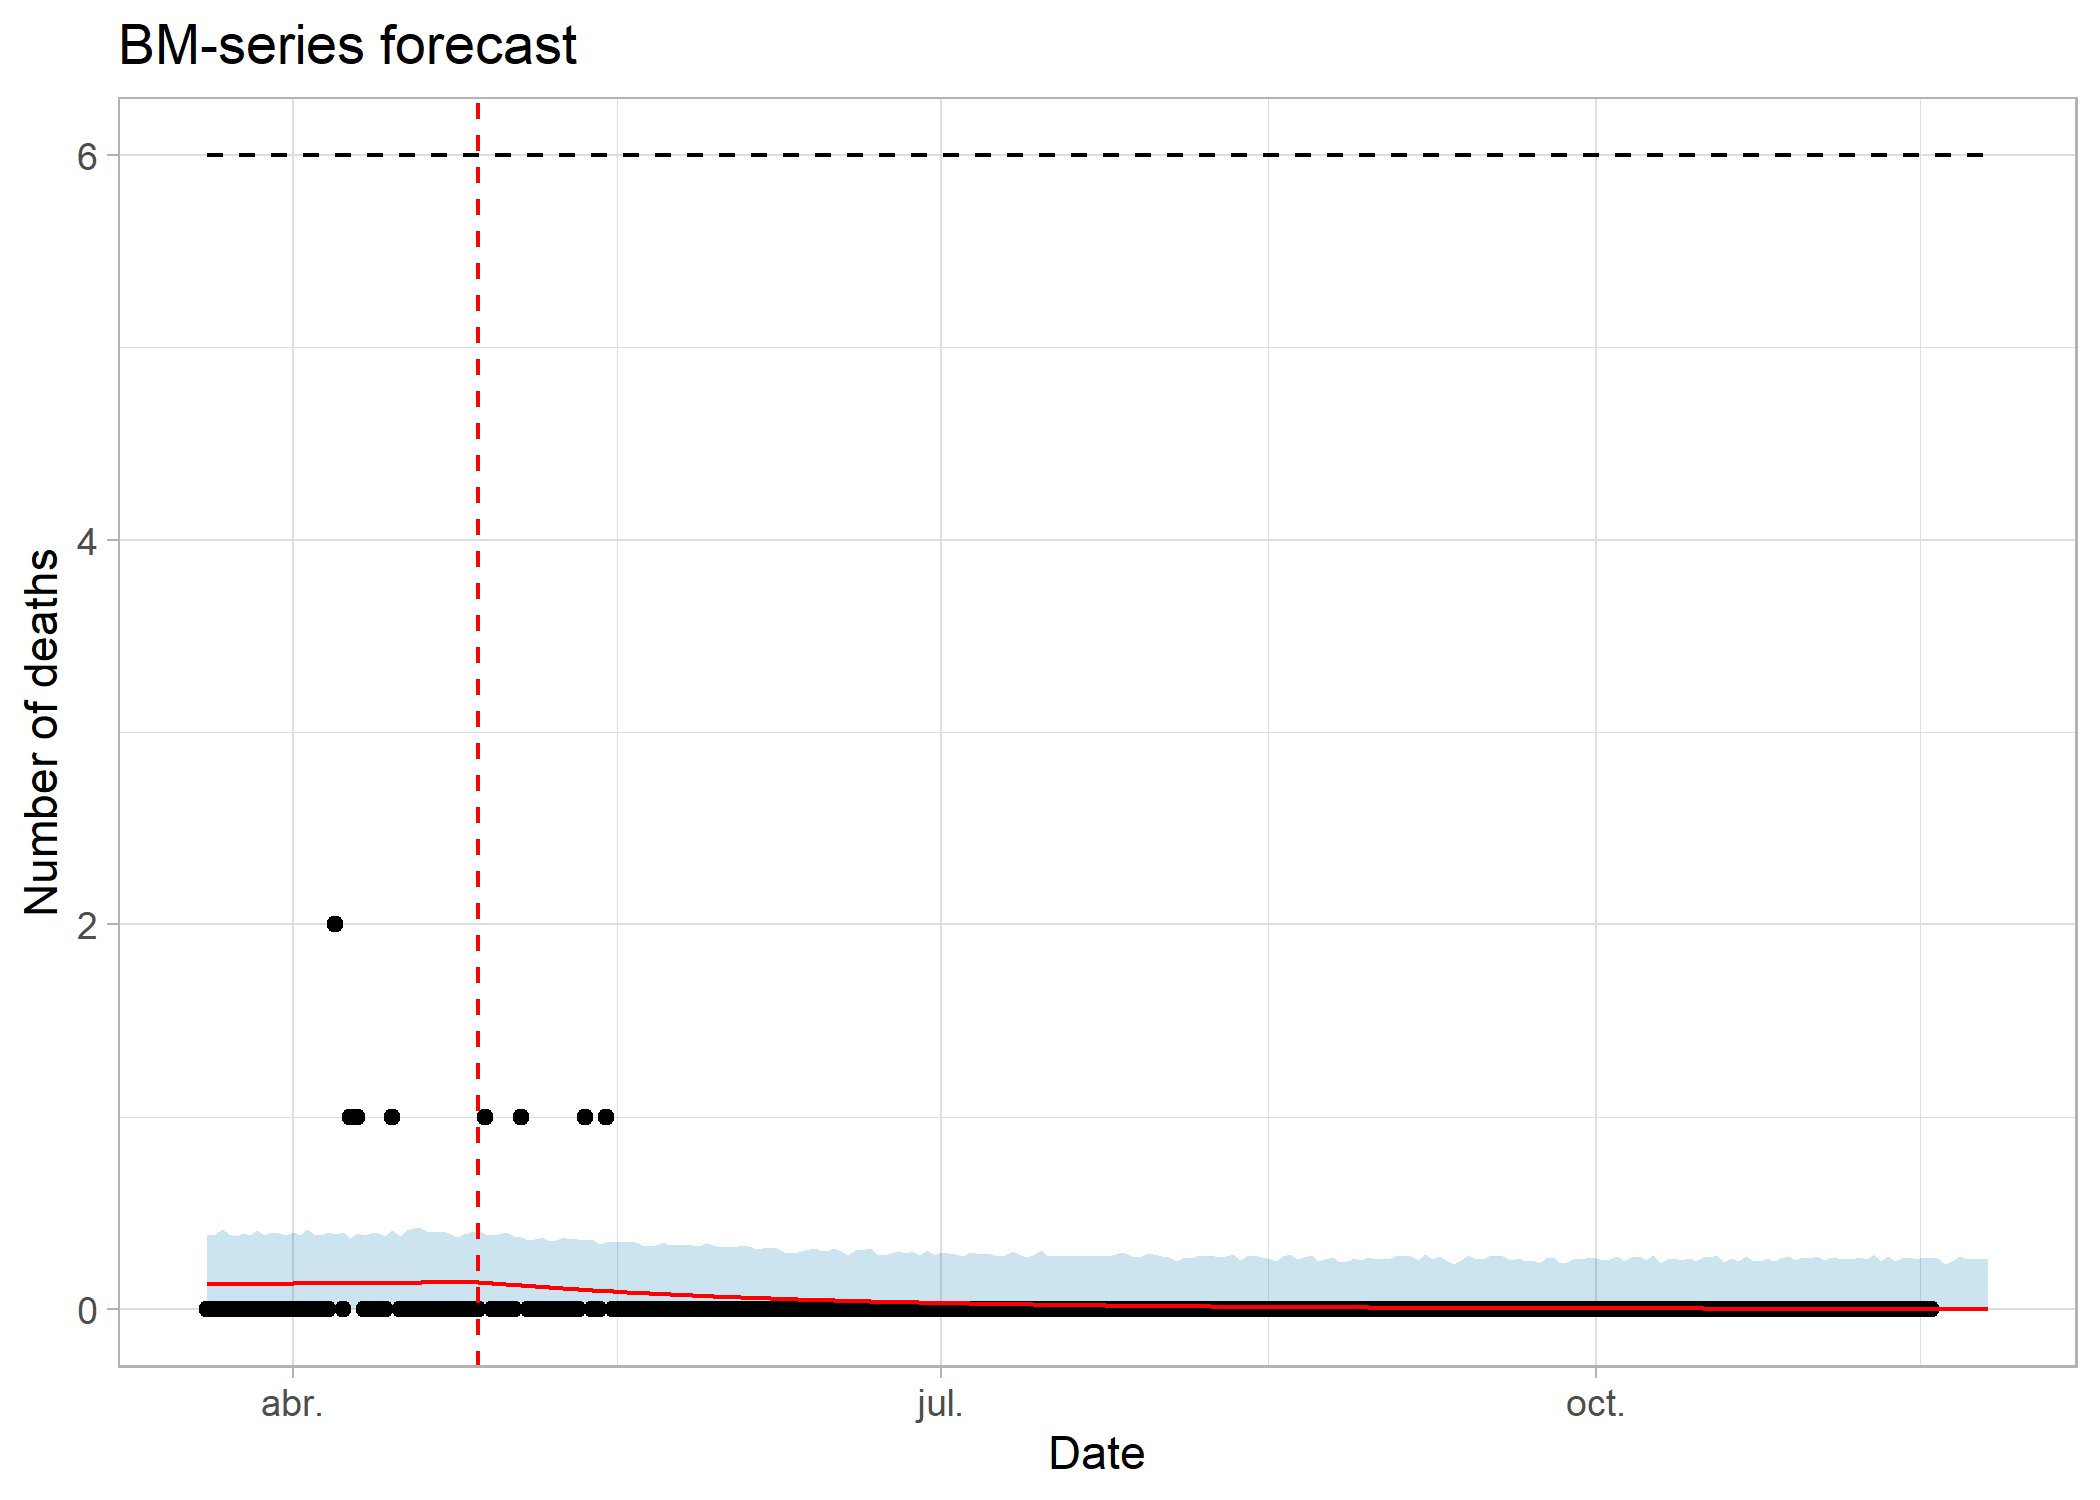 BM-series forecast
6
4
2
0
Number of deaths
abr.
jul.
oct.
Date